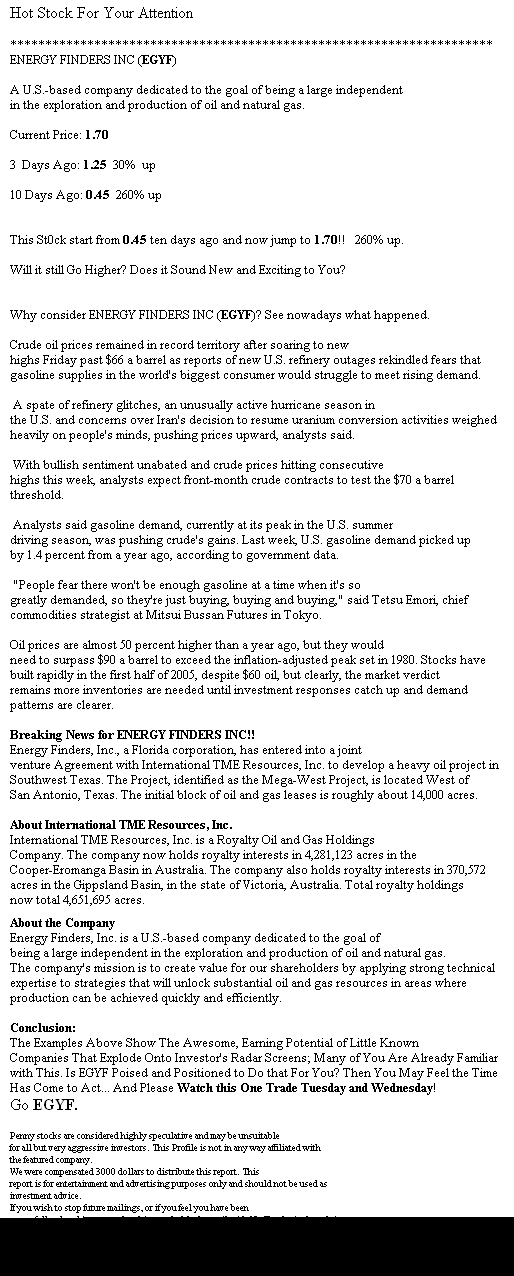 Hot Stock For Your Attention
*********************************************************************
ENERGY FINDERS INC (EGYF)
A U.S.-based company dedicated to the goal of being a large independent
in the exploration and production of oil and natural gas.
Current Price: 1.70
3 Days Ago: 1.25 30% up
10 Days Ago: 0.45 260% up
This St0ck start from 0.45 ten days ago and now jump to 1.70!! 260% up.
Will it still Go Higher? Does it Sound New and Exciting to You?
Why consider ENERGY FINDERS INC (EGYF)? See nowadays what happened.
Crude oil prices remained in record territory after soaring to new
highs Friday past $66 a barrel as reports of new U.S. refinery outages rekindled fears that
gasoline supplies in the world's biggest consumer would struggle to meet rising demand.
A spate of refinery glitches, an unusually active hurricane season in
the U.S. and concerns over Iran's decision to resume uranium conversion activities weighed
heavily on people's minds, pushing prices upward, analysts said.
With bullish sentiment unabated and crude prices hitting consecutive
highs this week, analysts expect front-month crude contracts to test the $70 a barrel
threshold.
Analysts said gasoline demand, currently at its peak in the U.S. summer
driving season, was pushing crude's gains. Last week, U.S. gasoline demand picked up
by 1.4 percent from a year ago, according to government data.
"People fear there won't be enough gasoline at a time when it's so
greatly demanded, so they're just buying, buying and buying," said Tetsu Emori, chief
commodities strategist at Mitsui Bussan Futures in Tokyo.
Oil prices are almost 50 percent higher than a year ago, but they would
need to surpass $90 a barrel to exceed the inflation-adjusted peak set in 1980. Stocks have
built rapidly in the first half of 2005, despite $60 oil, but clearly, the market verdict
remains more inventories are needed until investment responses catch up and demand
patterns are clearer.
Breaking News for ENERGY FINDERS INC!!
Energy Finders, Inc., a Florida corporation, has entered into a joint
venture Agreement with International TME Resources, Inc. to develop a heavy oil project in
Southwest Texas. The Project, identified as the Mega-West Project, is located West of
San Antonio, Texas. The initial block of oil and gas leases is roughly about 14,000 acres.
About International TME Resources, Inc.
International TME Resources, Inc. is a Royalty Oil and Gas Holdings
Company. The company now holds royalty interests in 4,281,123 acres in the
Cooper-Eromanga Basin in Australia. The company also holds royalty interests in 370,572
acres in the Gippsland Basin, in the state of Victoria, Australia. Total royalty holdings
now total 4,651,695 acres.
About the Company
Energy Finders, Inc. is a U.S.-based company dedicated to the goal of
being a large independent in the exploration and production of oil and natural gas.
The company's mission is to create value for our shareholders by applying strong technical
expertise to strategies that will unlock substantial oil and gas resources in areas where
production can be achieved quickly and efficiently.
Conclusion:
The Examples Above Show The Awesome, Earning Potential of Little Known
Companies That Explode Onto Investor's Radar Screens; Many of You Are Already Familiar
with This. Is EGYF Poised and Positioned to Do that For You? Then You May Feel the Time
Has Come to Act... And Please Watch this One Trade Tuesday and Wednesday!
Go EGYF.
Penny stocks are considered highly speculative and may be unsuitable
for all but very aggressive investors. This Profile is not in any way affiliated with
the featured company.
We were compensated 3000 dollars to distribute this report. This
report is for entertainment and advertising purposes only and should not be used as
investment advice.
If you wish to stop future mailings, or if you feel you have been